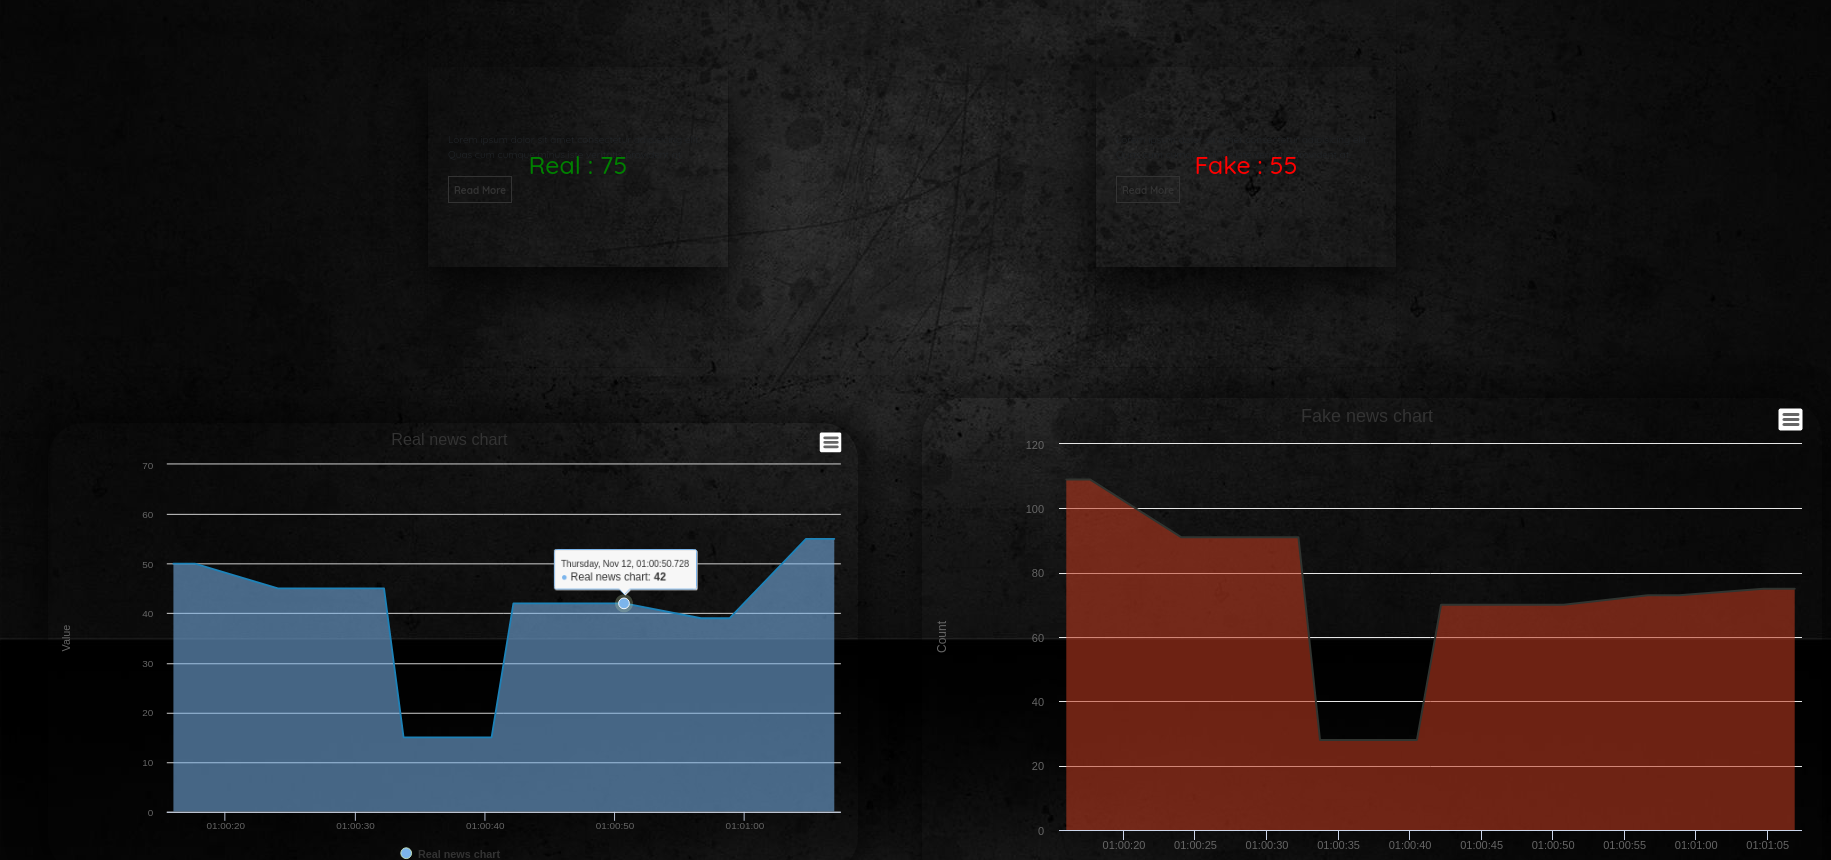 Lorem ipsum
Real : 75
Read More
Fake : 55
Read More
Real news chart
70
60
50
40
30
20
10
0
Value
Thursday, Nov 12, 01:00:50.728
Real news chart: 42
01:00:20
01:00:30
01:00:40
01:00:50
01:01:00
Real news chart
Fake news chart
120
100
80
60
40
20
0
Count
01:00:20
01:00:25
01:00:30
01:00:35
01:00:40
01:00:45
01:00:50
01:00:55
01:01:00
01:01:05